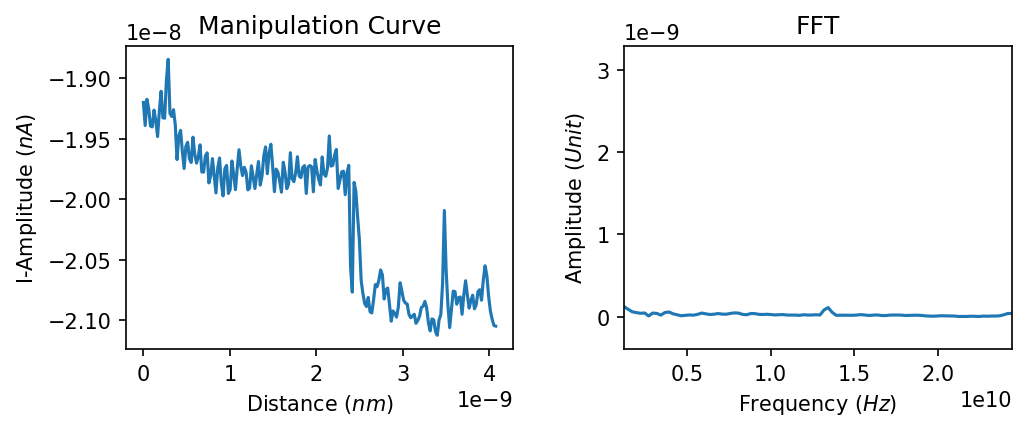 Manipulation Curve
1e−8
−1.90
−1.95
−2.00
−2.05
−2.10
I-Amplitude (nA)
0 1 2 3 4
1e−9
Distance (nm)
FFT
1e−9
3
2
1
0
Amplitude (Unit)
0.5 1.0 1.5 2.0
1e10
Frequency (Hz)